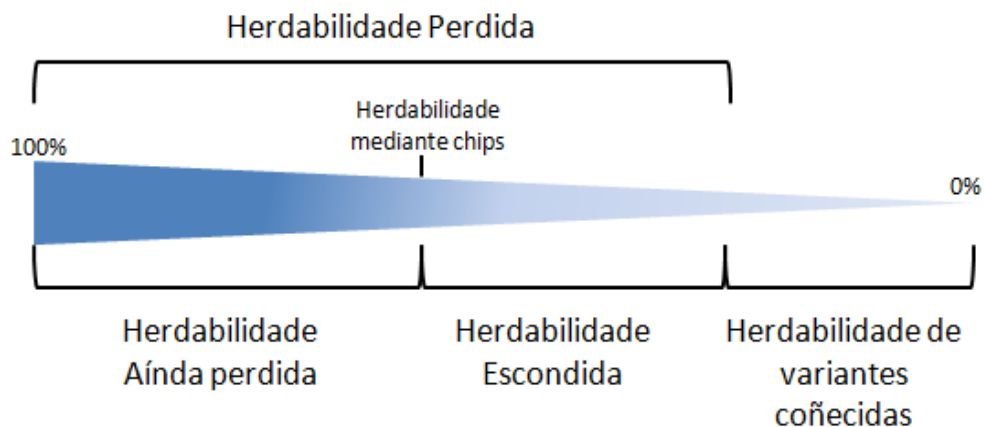 Herdabilidade Perdida
Herdabilidade
mediante chips
100%
0%
Herdabilidade
Aínda perdida
Herdabilidade
Escondida
Herdabilidade de
variantes
coñecidas